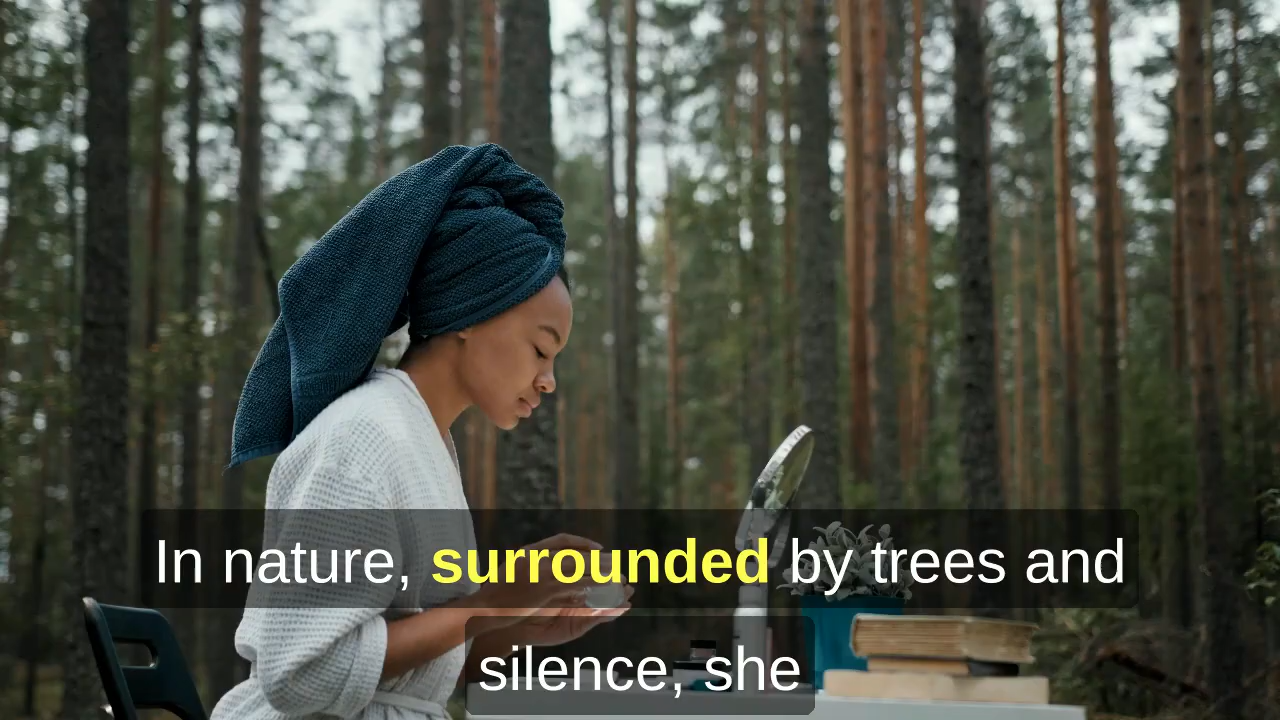 In nature, surrounded by trees and
silence, she